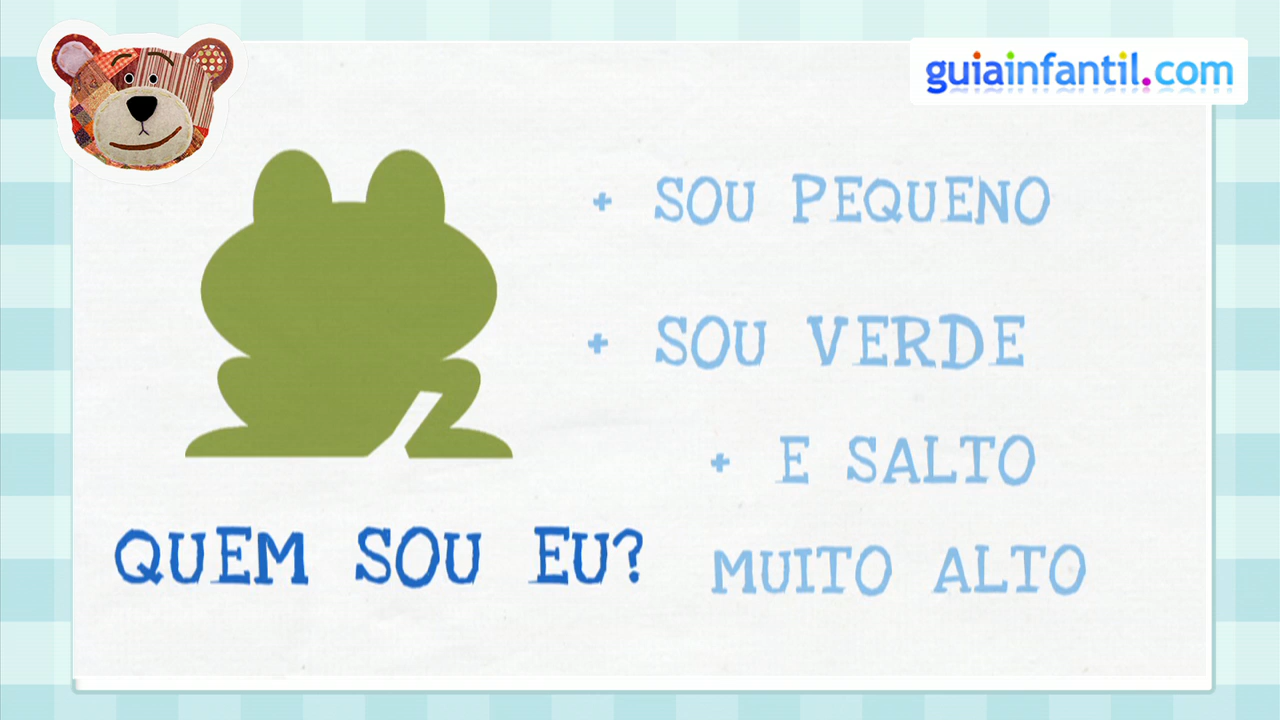 guiainfantil.com
+ SOU PEQUENO
+ SOU VERDE
+ E SALTO
MUITO ALTO
QUEM SOU EU?